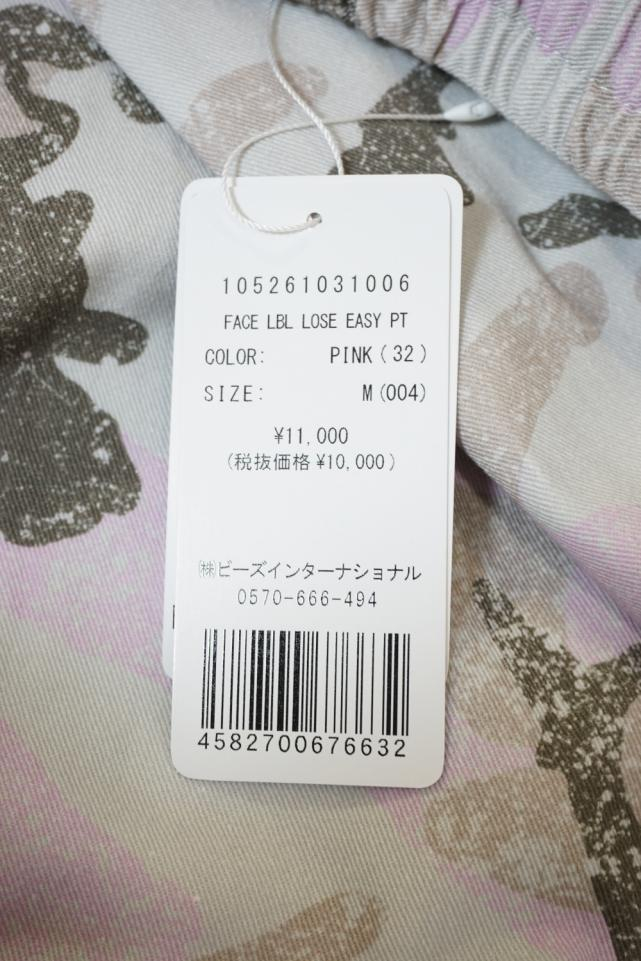 105261031006
FACE LBL LOSE EASY PT
COLOR: PINK(32)
SIZE: M(004)
¥11,000
(税抜価格¥10,000)
㈱ビーズインターナショナル
0570-666-494
4582700676632